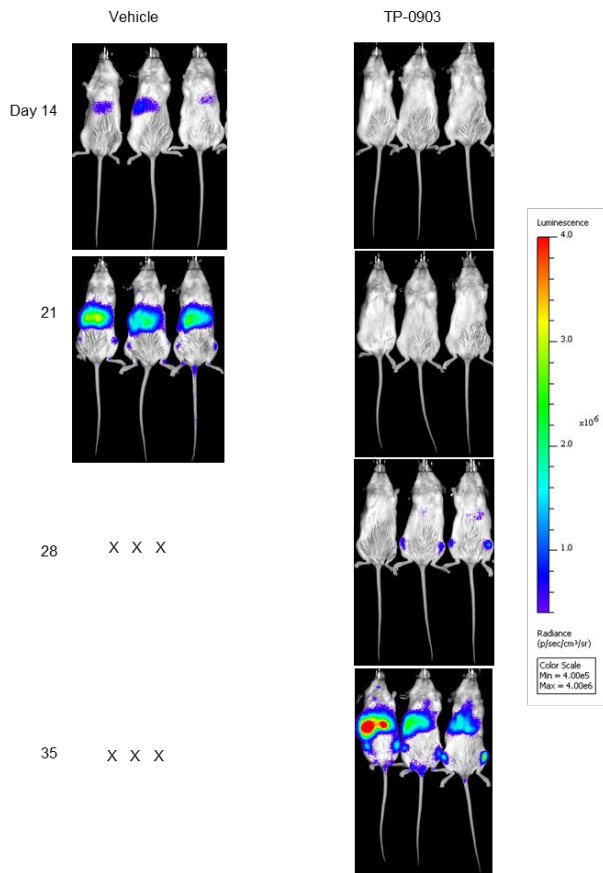 Vehicle
TP-0903
Day 14
21
28
X X X
35
X X X
Luminescence
4.0
3.0
x10⁶
2.0
1.0
Radiance
(p/sec/cm²/sr)
Color Scale
Min = 4.00e5
Max = 4.00e6